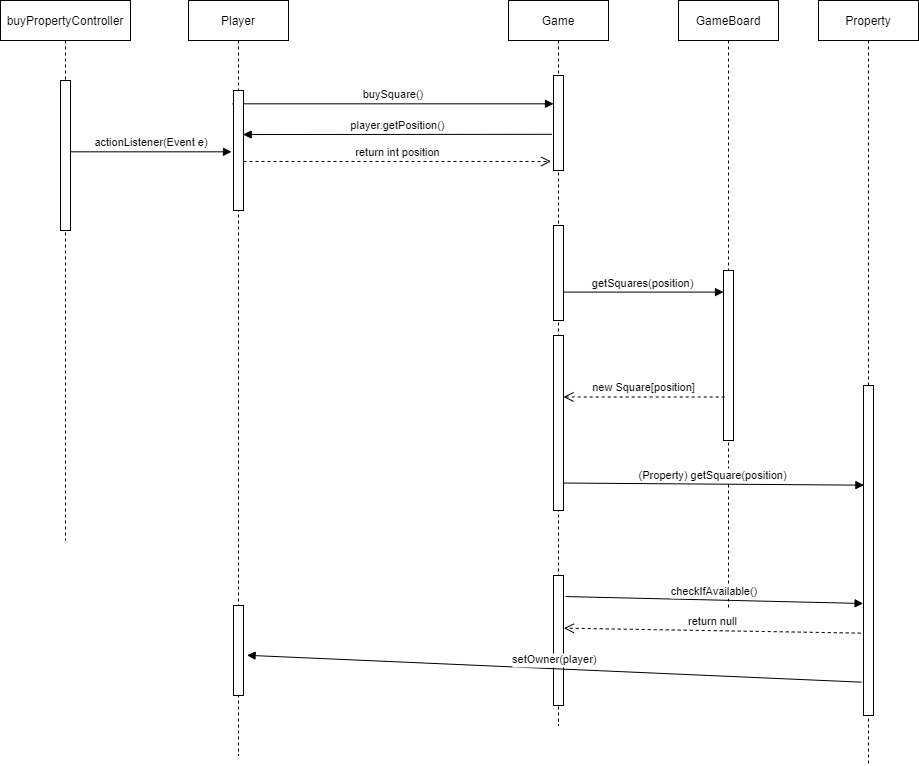 buyPropertyController
Player
Game
GameBoard
Property
buySquare()
player.getPosition()
actionListener(Event e)
return int position
getSquares(position)
new Square[position]
(Property) getSquare(position)
checkIfAvailable()
return null
setOwner(player)